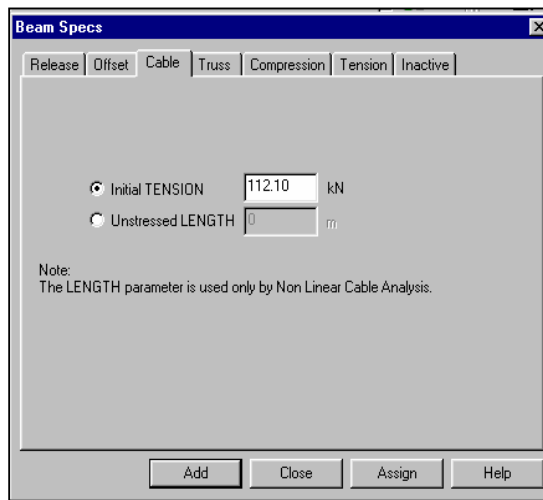 Beam Specs
Release Offset Cable Truss Compression Tension Inactive
Initial TENSION 112.10 kN
Unstressed LENGTH 0 m
Note:
The LENGTH parameter is used only by Non Linear Cable Analysis.
Add Close Assign Help